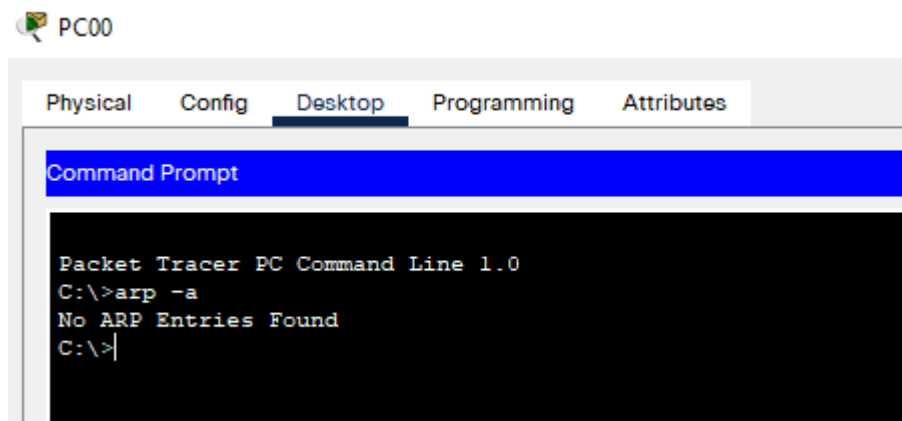 PC00
Physical Config Desktop Programming Attributes
Command Prompt
Packet Tracer PC Command Line 1.0
C:\>arp -a
No ARP Entries Found
C:\>